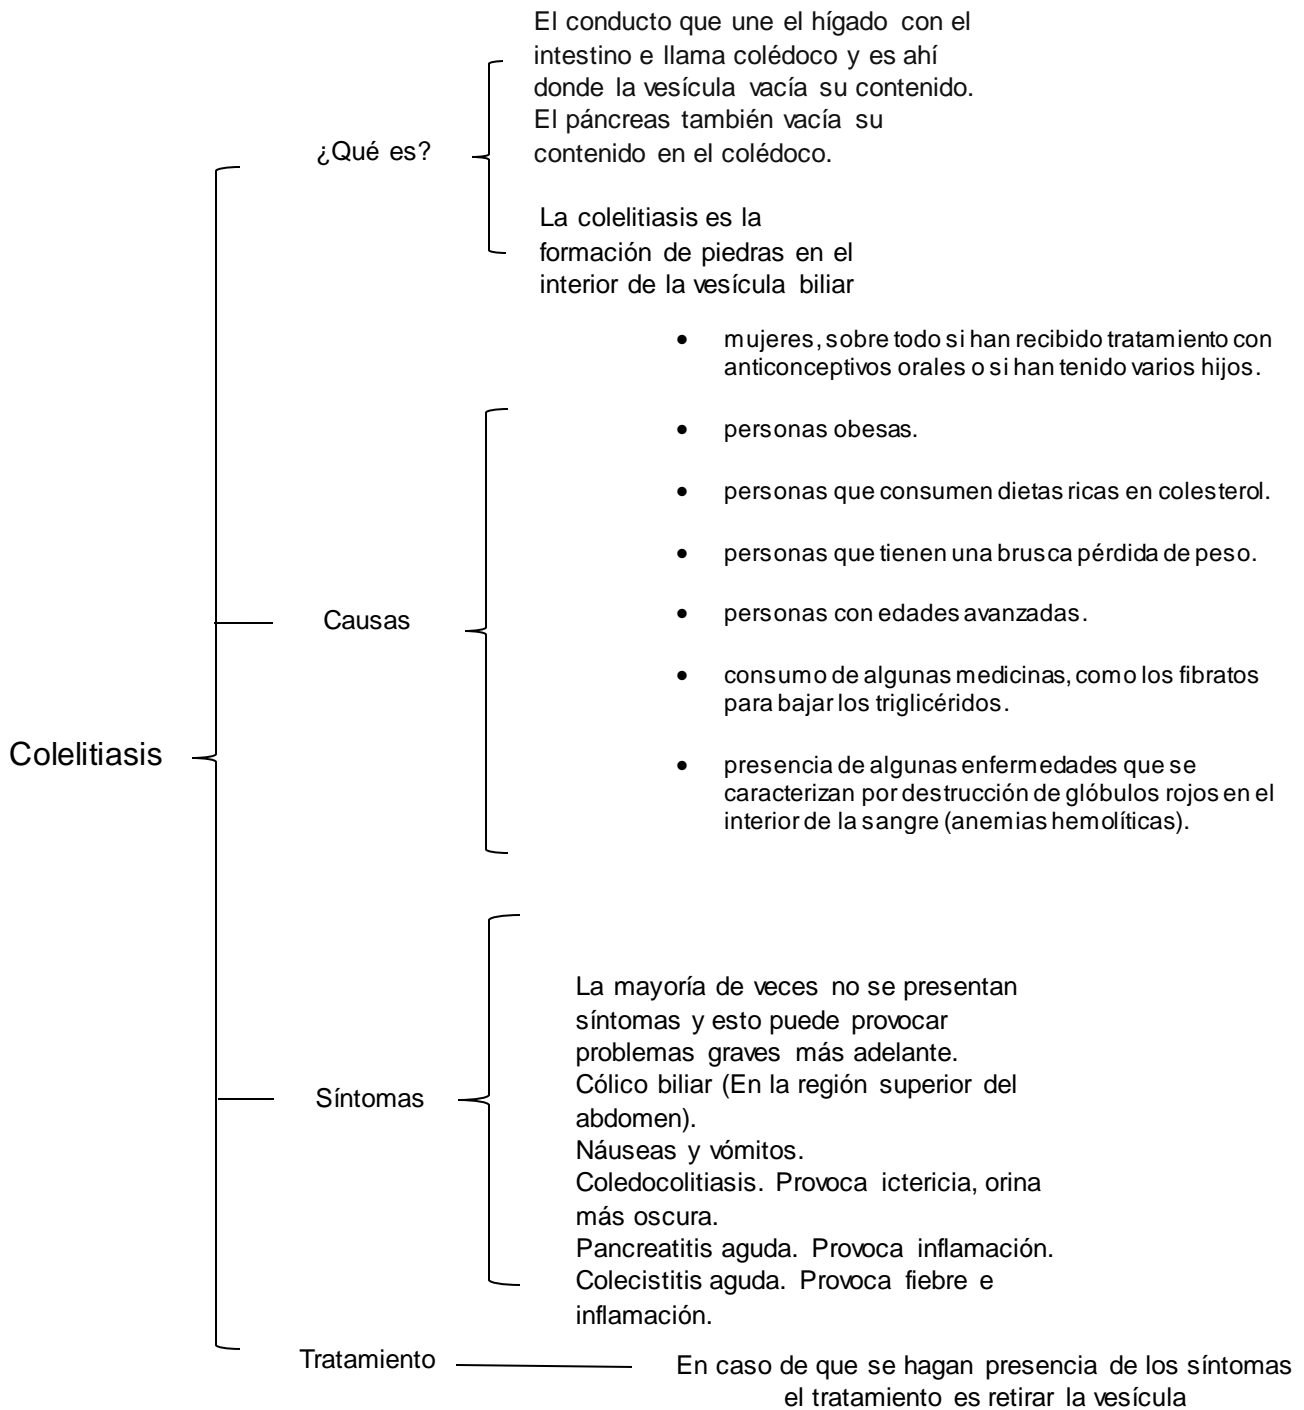 El conducto que une el hígado con el
intestino e llama colédoco y es ahí
donde la vesícula vacía su contenido.
El páncreas también vacía su
contenido en el colédoco.
¿Qué es?
La colelitiasis es la
formación de piedras en el
interior de la vesícula biliar
• mujeres, sobre todo si han recibido tratamiento con
anticonceptivos orales o si han tenido varios hijos.
• personas obesas.
• personas que consumen dietas ricas en colesterol.
• personas que tienen una brusca pérdida de peso.
Causas
• personas con edades avanzadas.
• consumo de algunas medicinas, como los fibratos
para bajar los triglicéridos.
Colelitiasis
• presencia de algunas enfermedades que se
caracterizan por destrucción de glóbulos rojos en el
interior de la sangre (anemias hemolíticas).
La mayoría de veces no se presentan
síntomas y esto puede provocar
problemas graves más adelante.
Síntomas
Cólico biliar (En la región superior del
abdomen).
Náuseas y vómitos.
Coledocolitiasis. Provoca ictericia, orina
más oscura.
Pancreatitis aguda. Provoca inflamación.
Colecistitis aguda. Provoca fiebre e
inflamación.
Tratamiento
En caso de que se hagan presencia de los síntomas
el tratamiento es retirar la vesícula